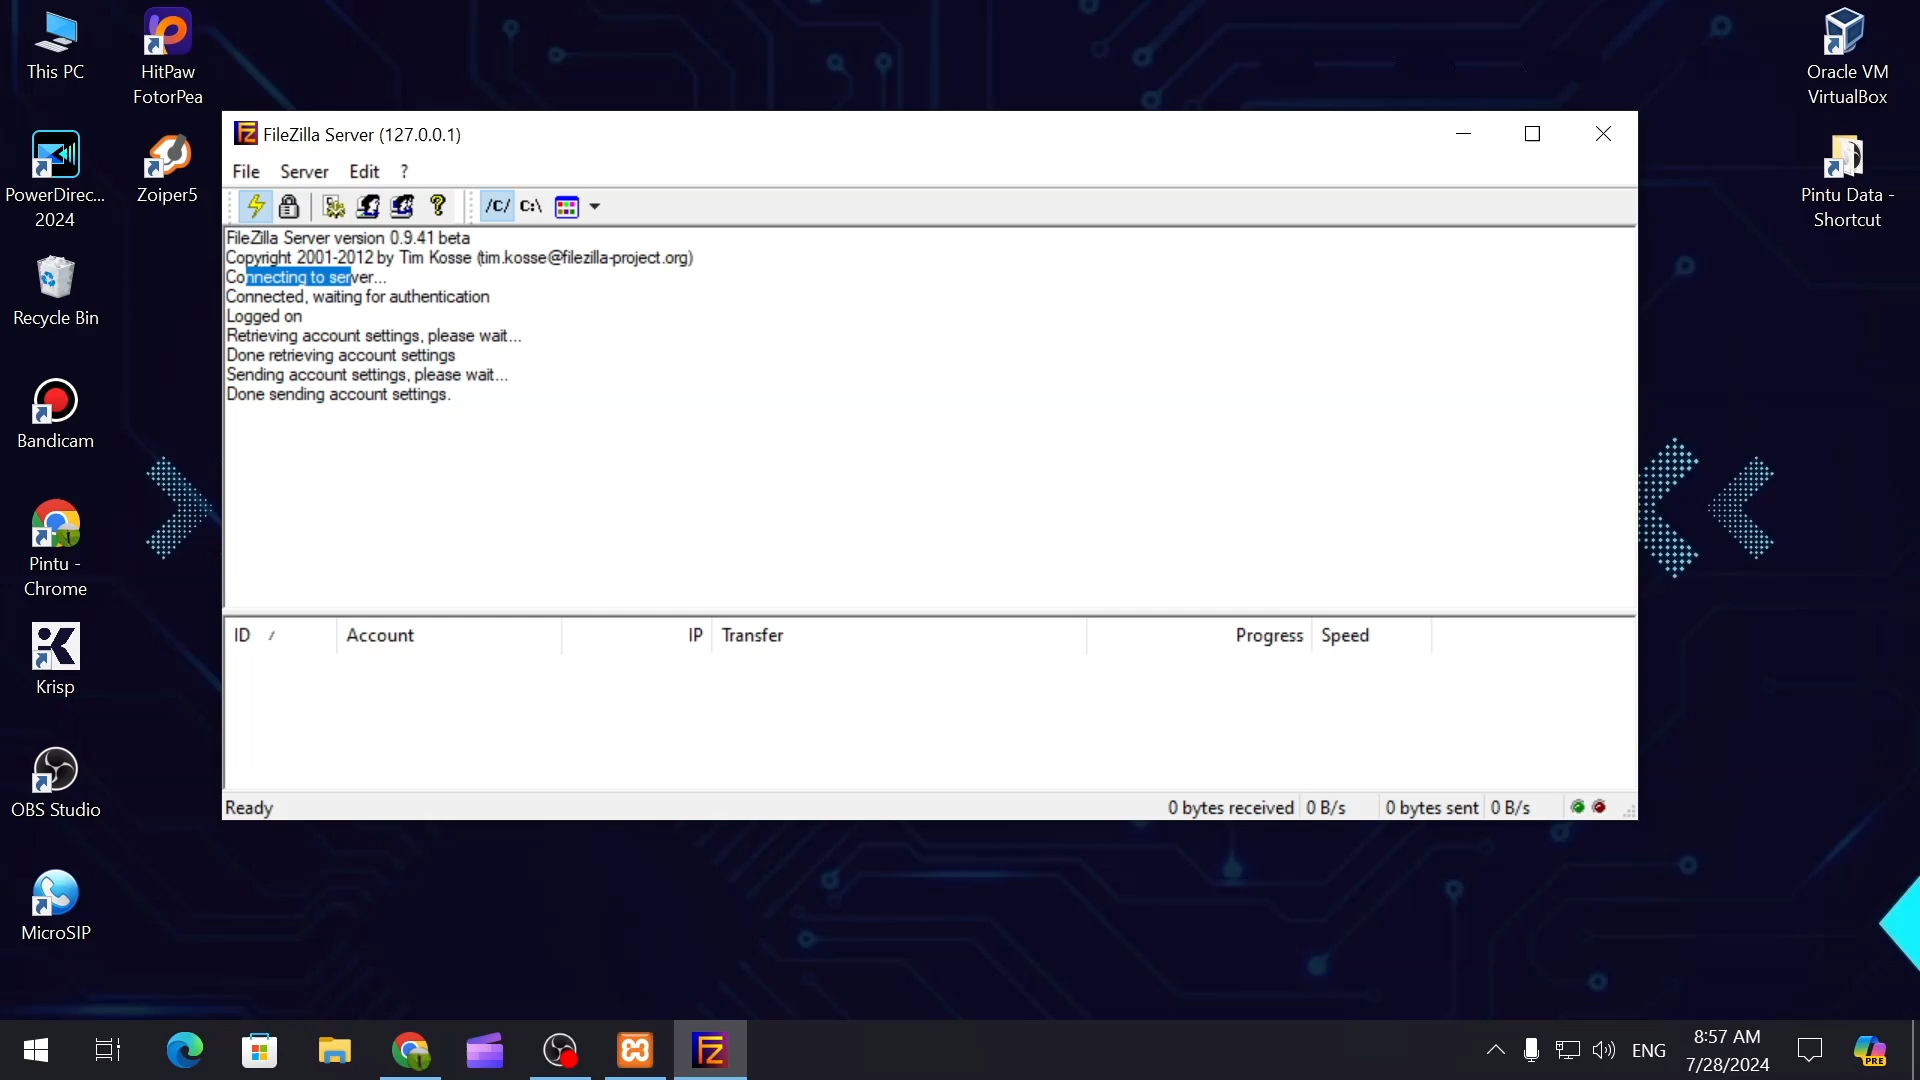 This PC
HitPaw
FotorPea
Oracle VM
VirtualBox
PowerDirec...
2024
Zoiper5
Pintu Data -
Shortcut
Recycle Bin
Bandicam
Pintu -
Chrome
Krisp
OBS Studio
MicroSIP
FileZilla Server (127.0.0.1)
File Server Edit ?
/C/ C:\
FileZilla Server version 0.9.41 beta
Copyright 2001-2012 by Tim Kosse (tim.kosse@filezilla-project.org)
Connecting to server...
Connected, waiting for authentication
Logged on
Retrieving account settings, please wait...
Done retrieving account settings
Sending account settings, please wait...
Done sending account settings.
ID / Account IP Transfer Progress Speed
Ready 0 bytes received 0 B/s 0 bytes sent 0 B/s
ENG
8:57 AM
7/28/2024
PRE